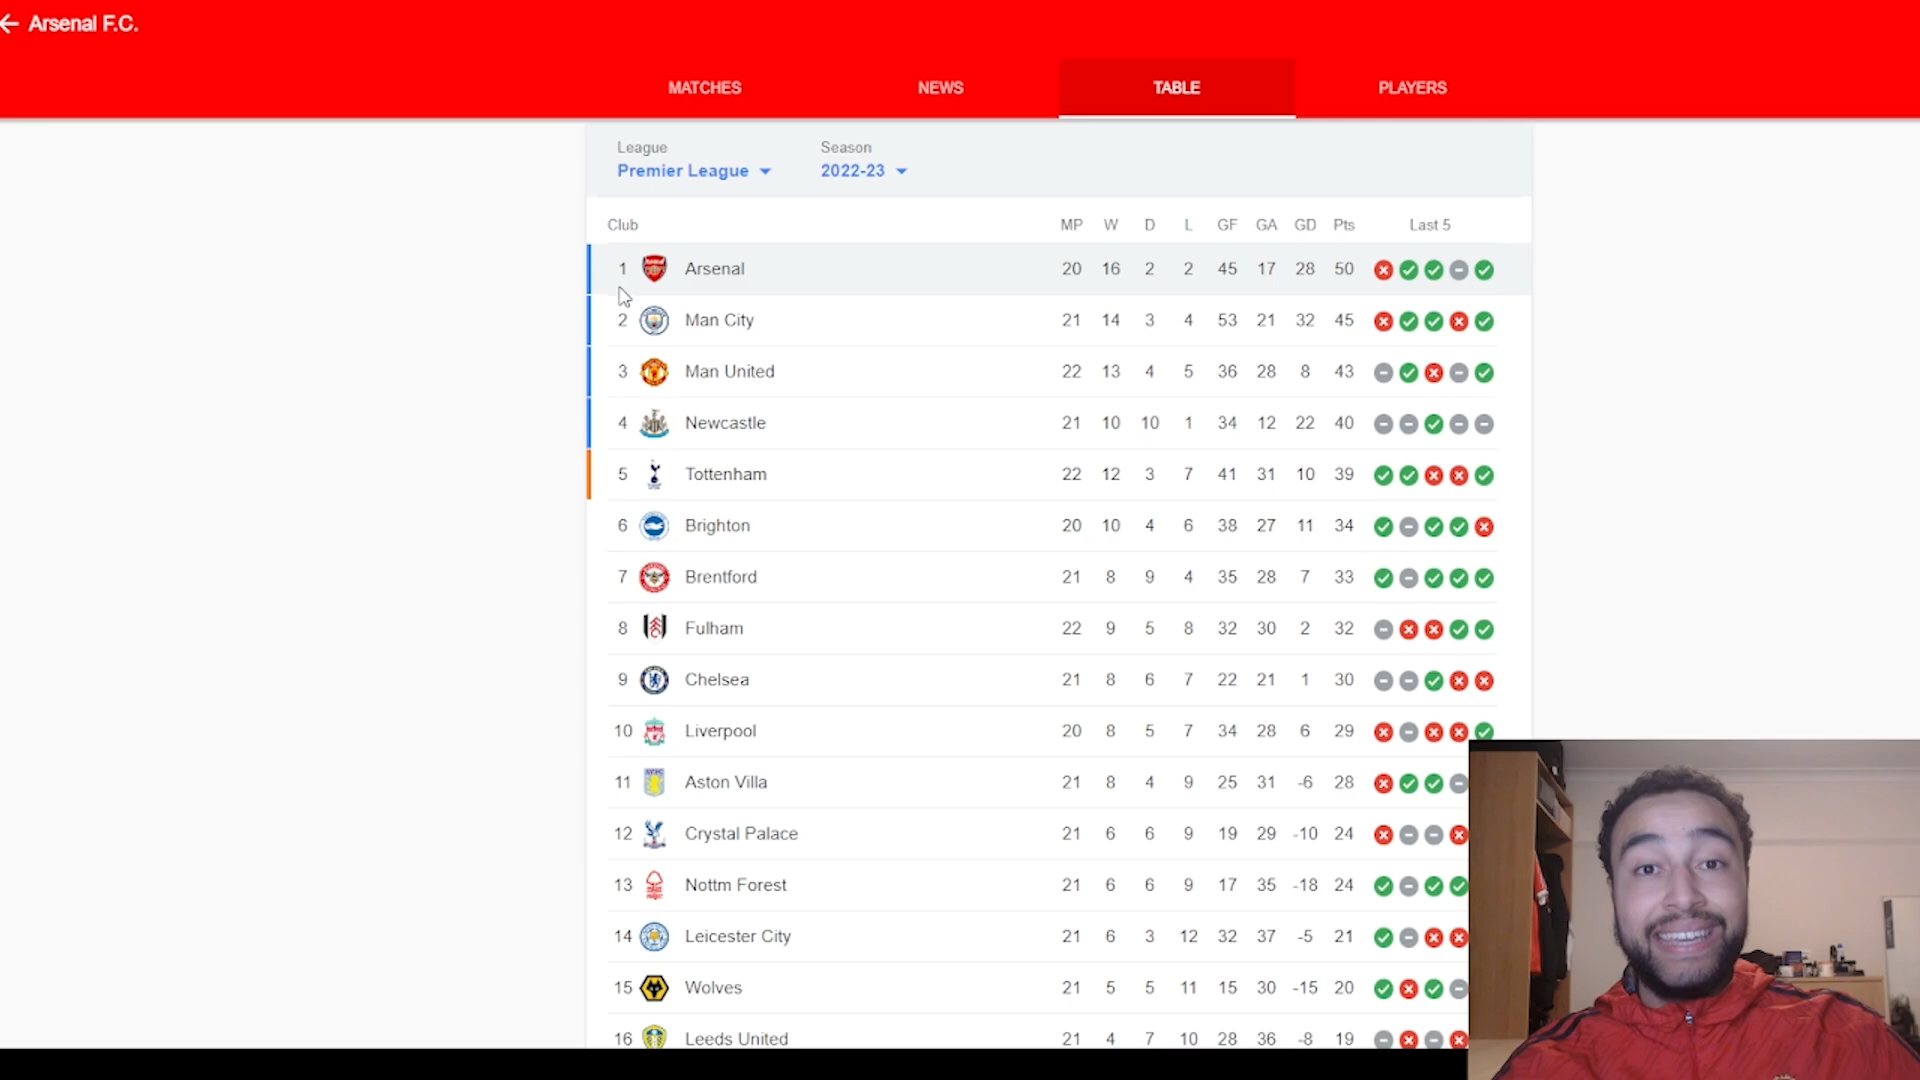 Arsenal F.C.
MATCHES NEWS TABLE PLAYERS
League Season
Premier League 2022-23
Club MP W D L GF GA GD Pts Last 5
1 Arsenal 20 16 2 2 45 17 28 50
2 Man City 21 14 3 4 53 21 32 45
3 Man United 22 13 4 5 36 28 8 43
4 Newcastle 21 10 10 1 34 12 22 40
5 Tottenham 22 12 3 7 41 31 10 39
6 Brighton 20 10 4 6 38 27 11 34
7 Brentford 21 8 9 4 35 28 7 33
8 Fulham 22 9 5 8 32 30 2 32
9 Chelsea 21 8 6 7 22 21 1 30
10 Liverpool 20 8 5 7 34 28 6 29
11 Aston Villa 21 8 4 9 25 31 -6 28
12 Crystal Palace 21 6 6 9 19 29 -10 24
13 Nottm Forest 21 6 6 9 17 35 -18 24
14 Leicester City 21 6 3 12 32 37 -5 21
15 Wolves 21 5 5 11 15 30 -15 20
16 Leeds United 21 4 7 10 28 36 -8 19